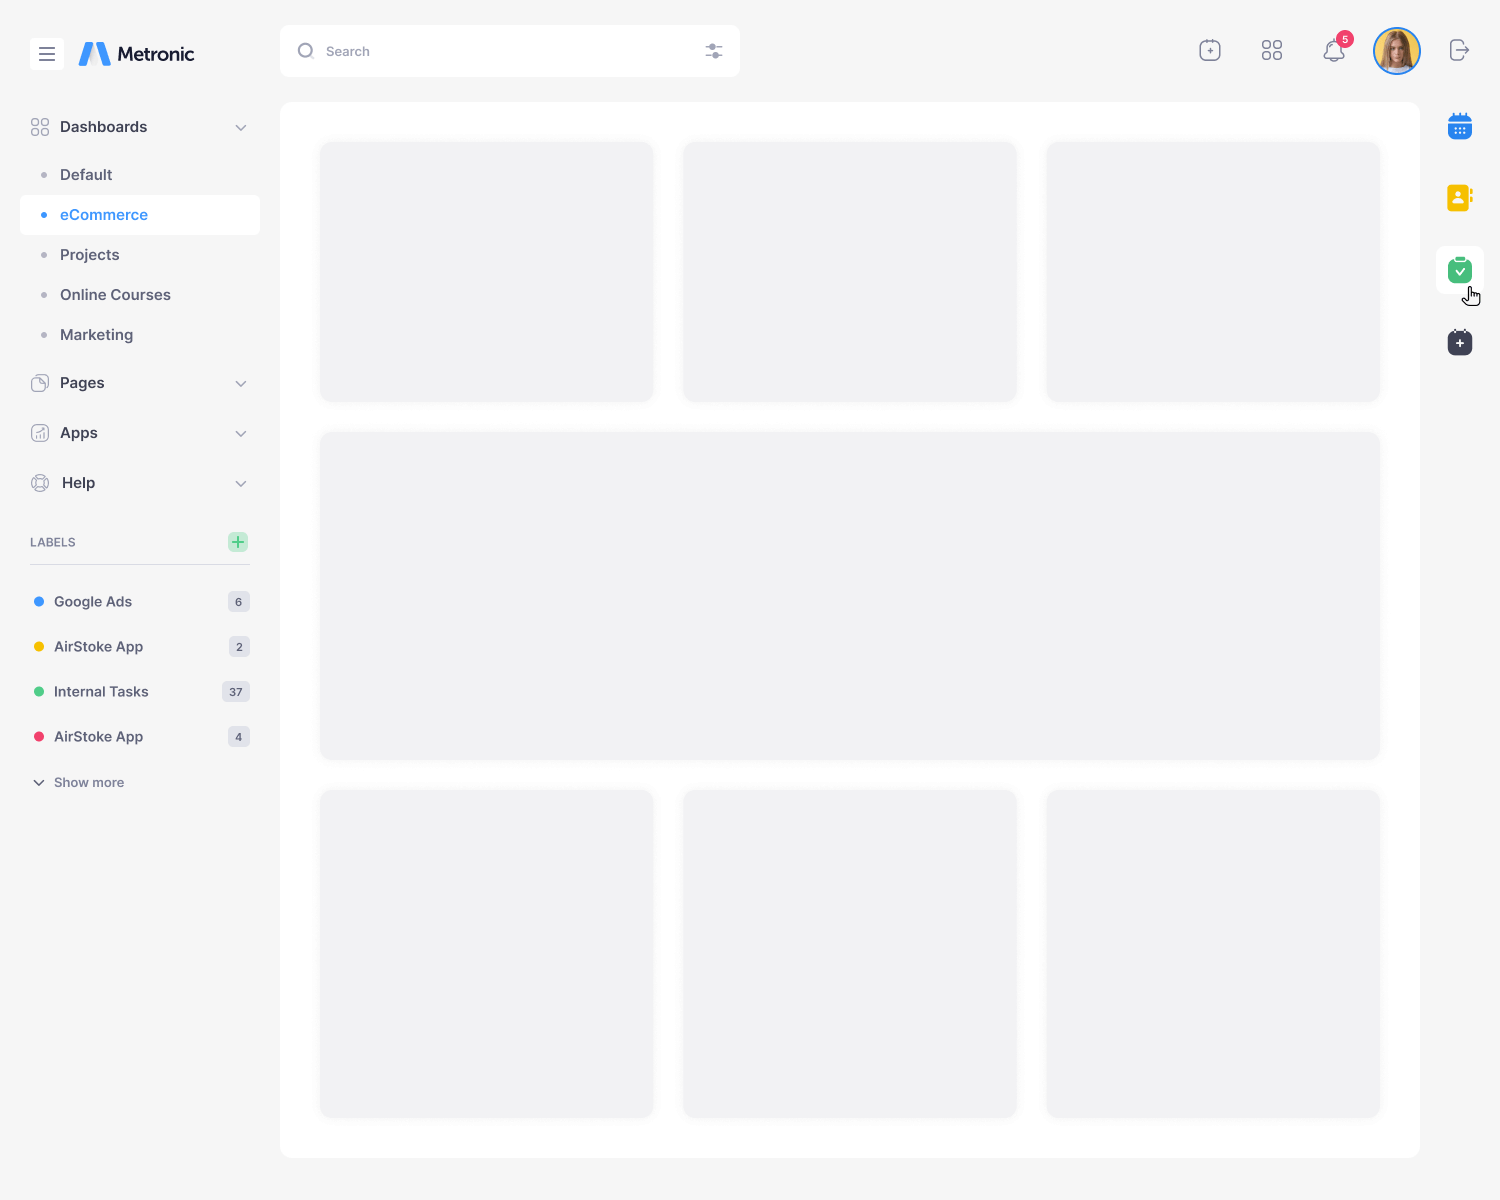 Metronic
Search
5
Dashboards
Default
eCommerce
Projects
Online Courses
Marketing
Pages
Apps
Help
LABELS
Google Ads 6
AirStoke App 2
Internal Tasks 37
AirStoke App 4
Show more